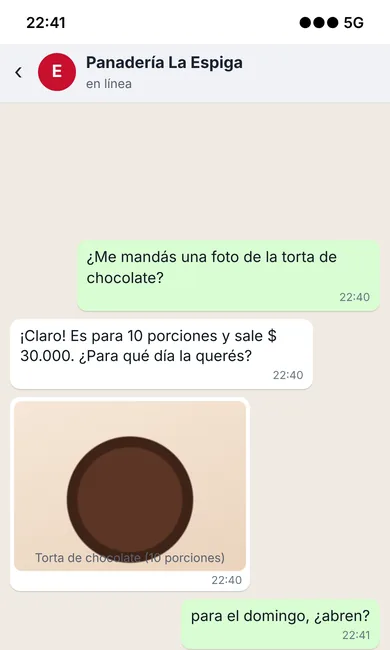 22:41
5G
E
Panadería La Espiga
en línea
¿Me mandás una foto de la torta de
chocolate?
22:40
¡Claro! Es para 10 porciones y sale $
30.000. ¿Para qué día la querés?
22:40
Torta de chocolate (10 porciones)
22:40
para el domingo, ¿abren?
22:41